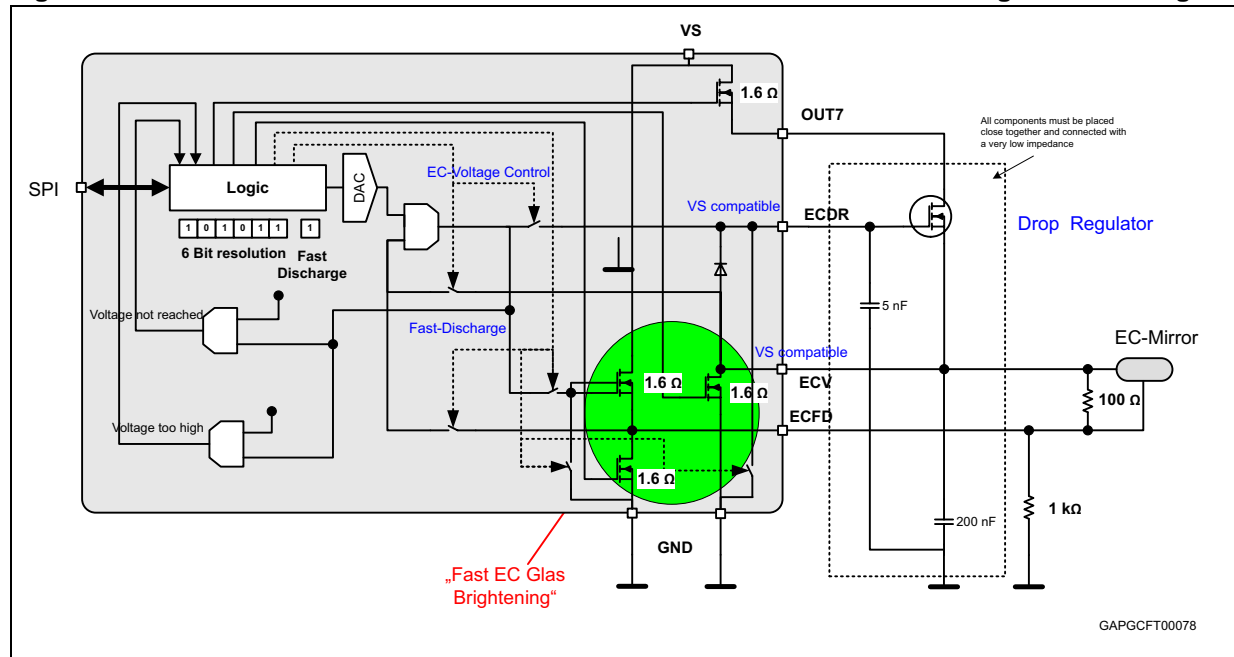 VS
1.6 Ω
OUT7
All components must be placed
close together and connected with
a very low impedance
SPI
Logic
DAC
EC-Voltage Control
VS compatible
ECDR
Drop Regulator
1 0 1 0 1 1 1
6 Bit resolution
Fast
Discharge
5 nF
Voltage not reached
Fast-Discharge
VS compatible
EC-Mirror
1.6 Ω
1.6 Ω
ECV
100 Ω
ECFD
Voltage too high
1.6 Ω
200 nF
1 kΩ
GND
„Fast EC Glas
Brightening“
GAPGCFT00078